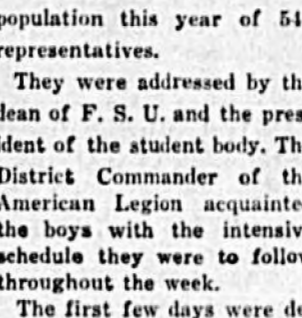 population this year of 54
representatives.
They were addressed by th
dean of F. S. U. and the pres
ident of the student body. Th
District Commander of th
American Legion acquainte
the boys with the intensiv
schedule they were to follow
throughout the week.
The first few days were de